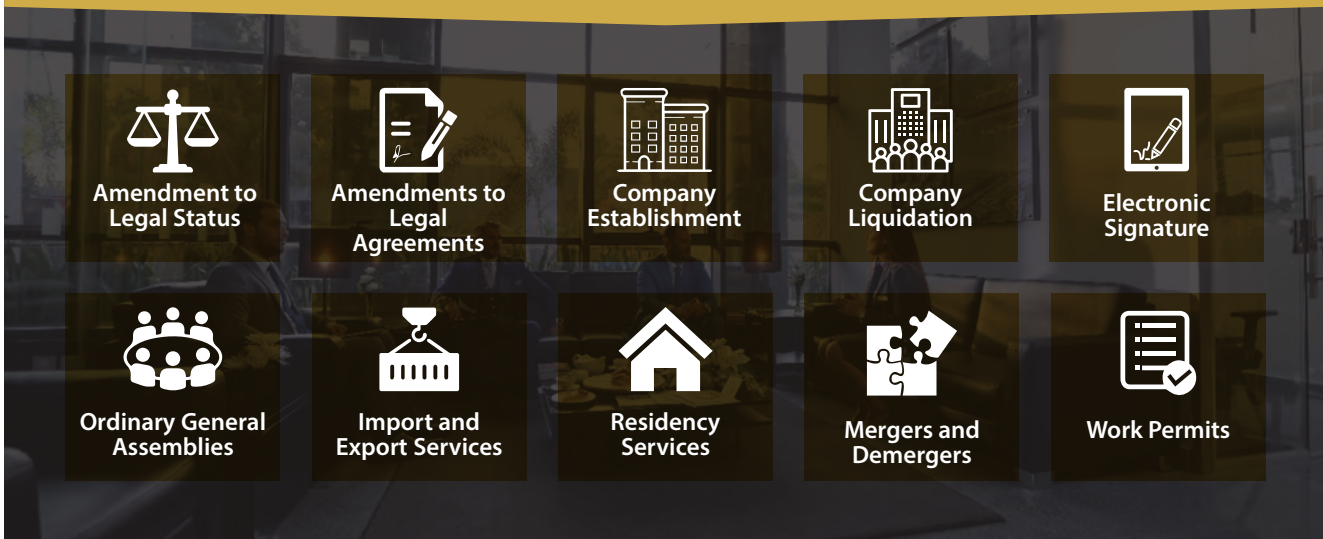 Amendment to
Legal Status
Amendments to
Legal
Agreements
Company
Establishment
Company
Liquidation
Electronic
Signature
Ordinary General
Assemblies
Import and
Export Services
Residency
Services
Mergers and
Demergers
Work Permits